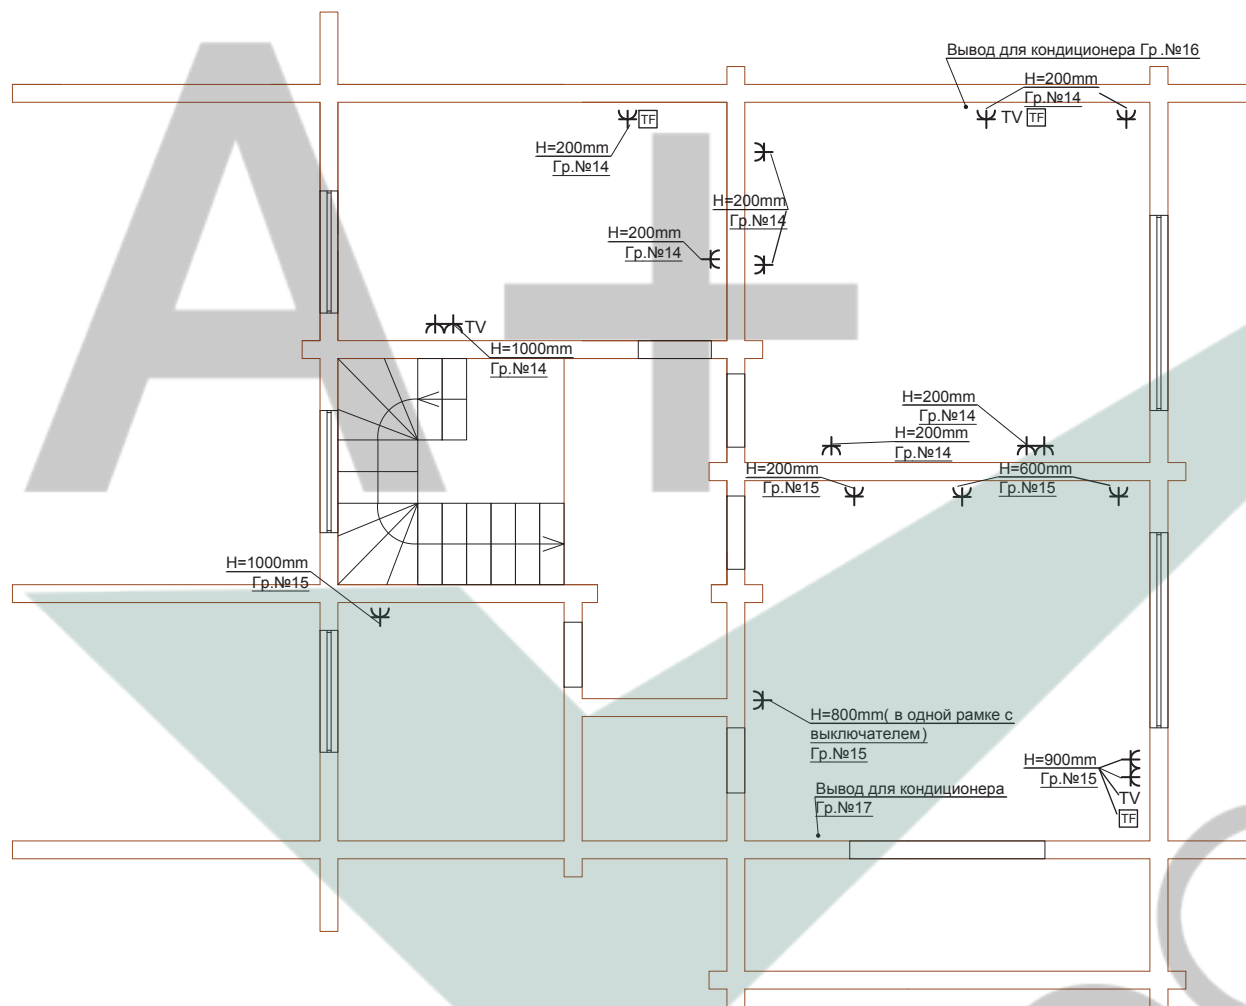 Вывод для кондиционера Гр.№16
H=200mm
Гр.№14
TV TF
TF
H=200mm
Гр.№14
H=200mm
Гр.№14
H=200mm
Гр.№14
TV
H=1000mm
Гр.№14
H=200mm
Гр.№14
H=200mm
Гр.№14
H=200mm
Гр.№15
H=600mm
Гр.№15
H=1000mm
Гр.№15
H=800mm( в одной рамке с
выключателем)
Гр.№15
H=900mm
Гр.№15
TV
TF
Вывод для кондиционера
Гр.№17
A+